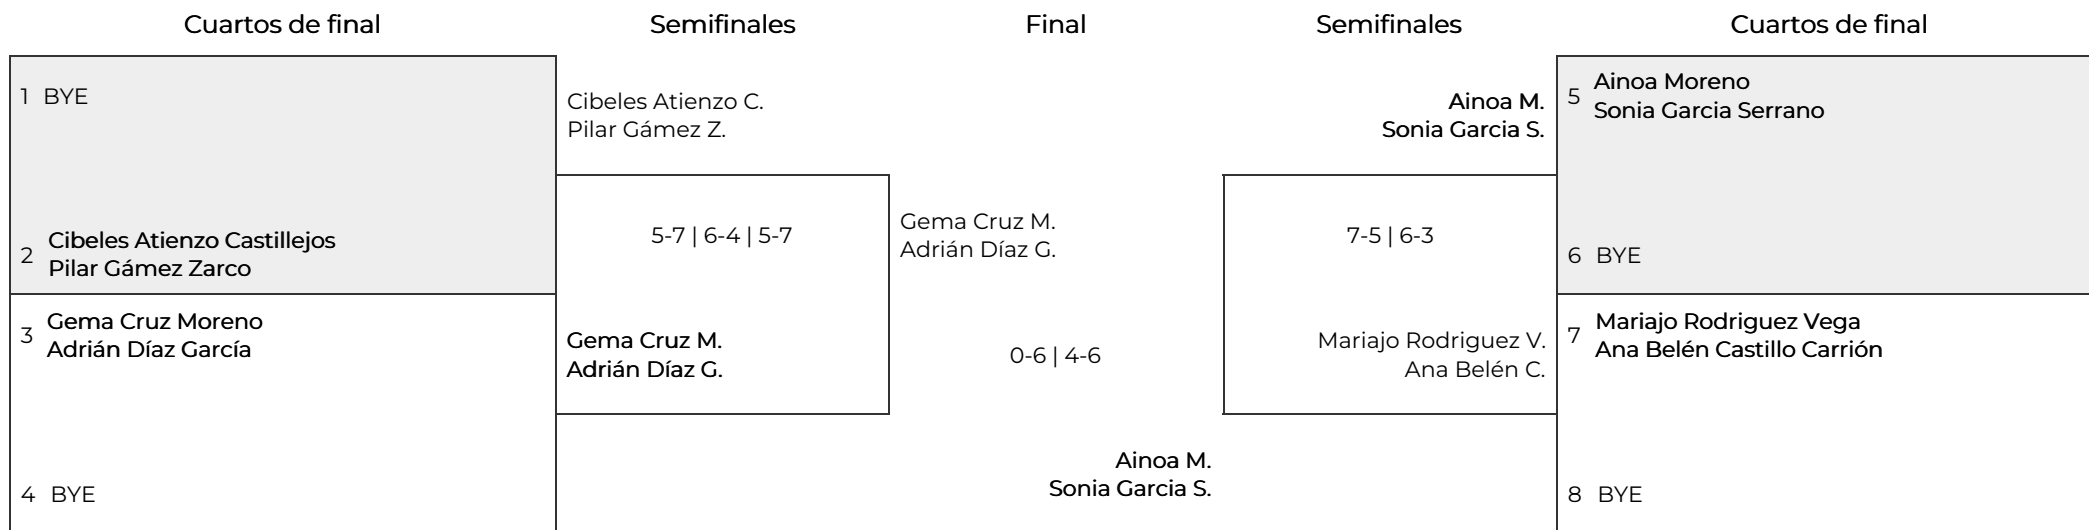 Cuartos de final
Semifinales
Final
Semifinales
Cuartos de final
1 BYE
2 Cibeles Atienzo Castillejos
Pilar Gámez Zarco
3 Gema Cruz Moreno
Adrián Díaz García
4 BYE
Cibeles Atienzo C.
Pilar Gámez Z.
5-7 | 6-4 | 5-7
Gema Cruz M.
Adrián Díaz G.
Gema Cruz M.
Adrián Díaz G.
0-6 | 4-6
Ainoa M.
Sonia Garcia S.
Ainoa M.
Sonia Garcia S.
7-5 | 6-3
Mariajo Rodriguez V.
Ana Belén C.
5 Ainoa Moreno
Sonia Garcia Serrano
6 BYE
7 Mariajo Rodriguez Vega
Ana Belén Castillo Carrión
8 BYE